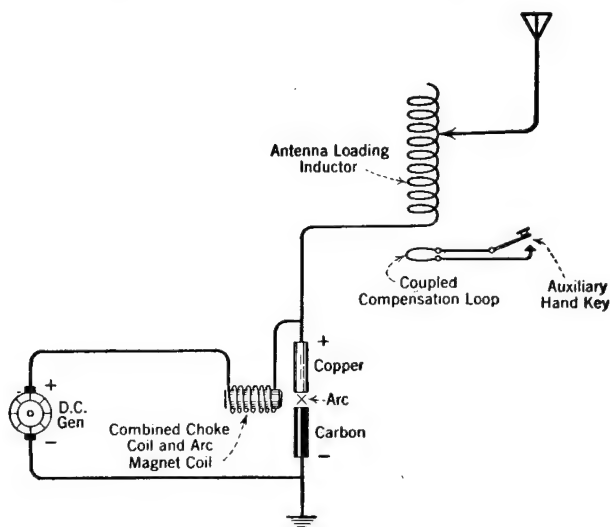 Antenna Loading
Inductor
Coupled
Compensation Loop
Auxiliary
Hand Key
+
Copper
Arc
Carbon
−
+
D.C.
Gen
−
Combined Choke
Coil and Arc
Magnet Coil